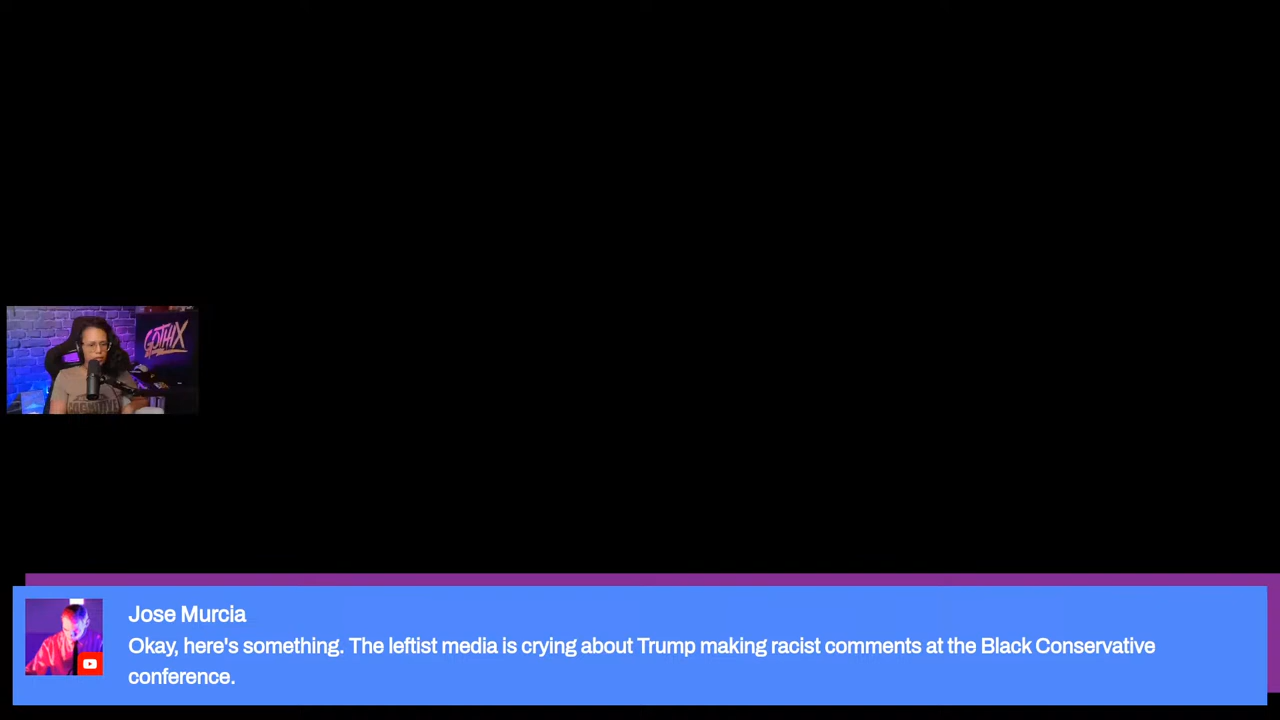 GOTHIX
Jose Murcia
Okay, here's something. The leftist media is crying about Trump making racist comments at the Black Conservative
conference.